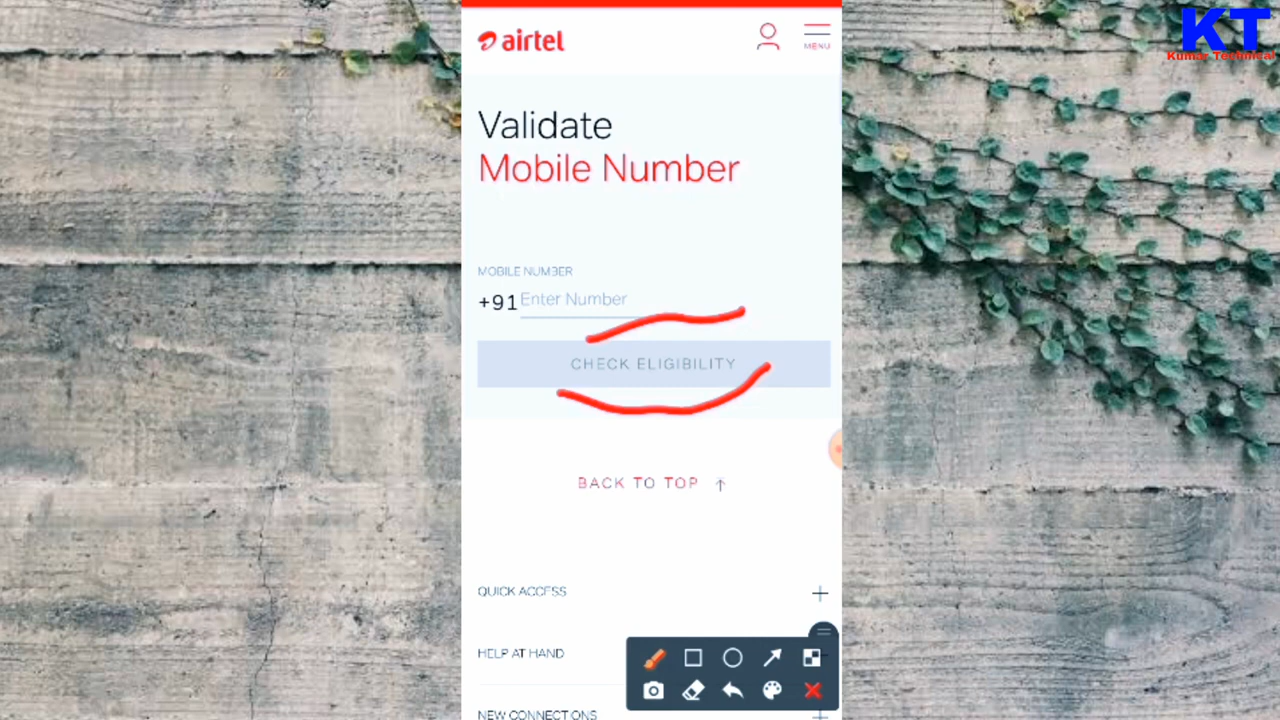 KT
Kumar Technical
airtel
MENU
Validate
Mobile Number
MOBILE NUMBER
+91 Enter Number
CHECK ELIGIBILITY
BACK TO TOP
QUICK ACCESS
HELP AT HAND
NEW CONNECTIONS